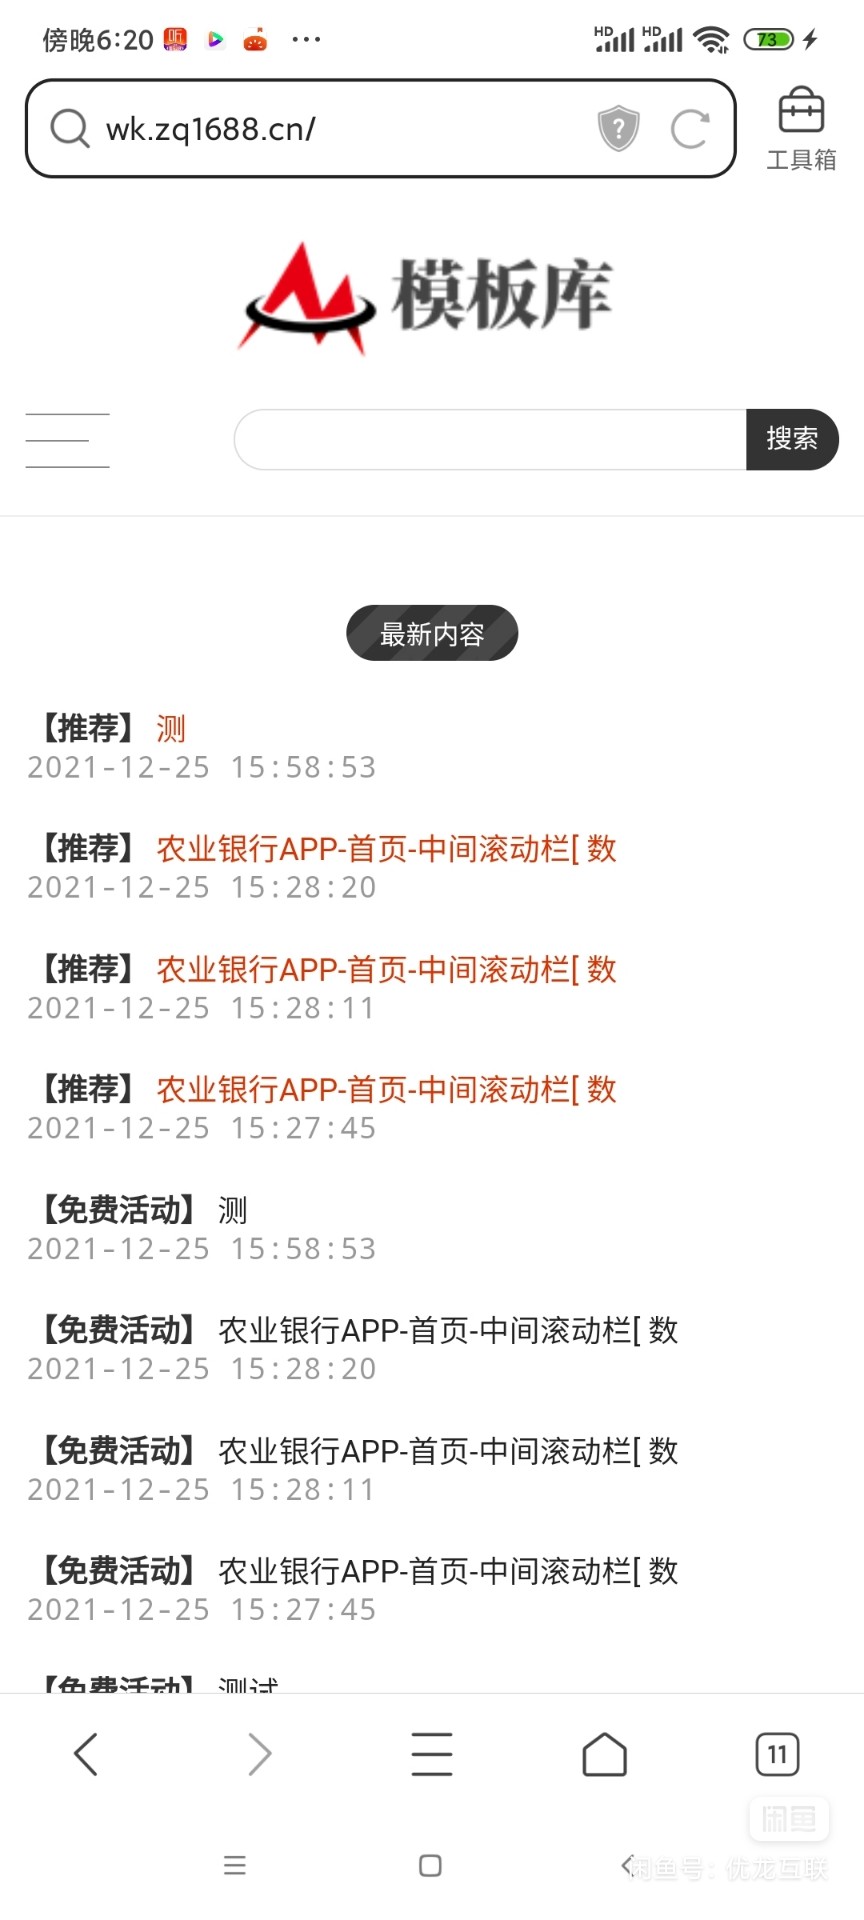 傍晚6:20
HD HD 73
wk.zq1688.cn/
工具箱
模板库
搜索
最新内容
【推荐】 测
2021-12-25 15:58:53
【推荐】 农业银行APP-首页-中间滚动栏[ 数
2021-12-25 15:28:20
【推荐】 农业银行APP-首页-中间滚动栏[ 数
2021-12-25 15:28:11
【推荐】 农业银行APP-首页-中间滚动栏[ 数
2021-12-25 15:27:45
【免费活动】 测
2021-12-25 15:58:53
【免费活动】 农业银行APP-首页-中间滚动栏[ 数
2021-12-25 15:28:20
【免费活动】 农业银行APP-首页-中间滚动栏[ 数
2021-12-25 15:28:11
【免费活动】 农业银行APP-首页-中间滚动栏[ 数
2021-12-25 15:27:45
【免费活动】 测试
11
闲鱼
闲鱼号：优龙互联